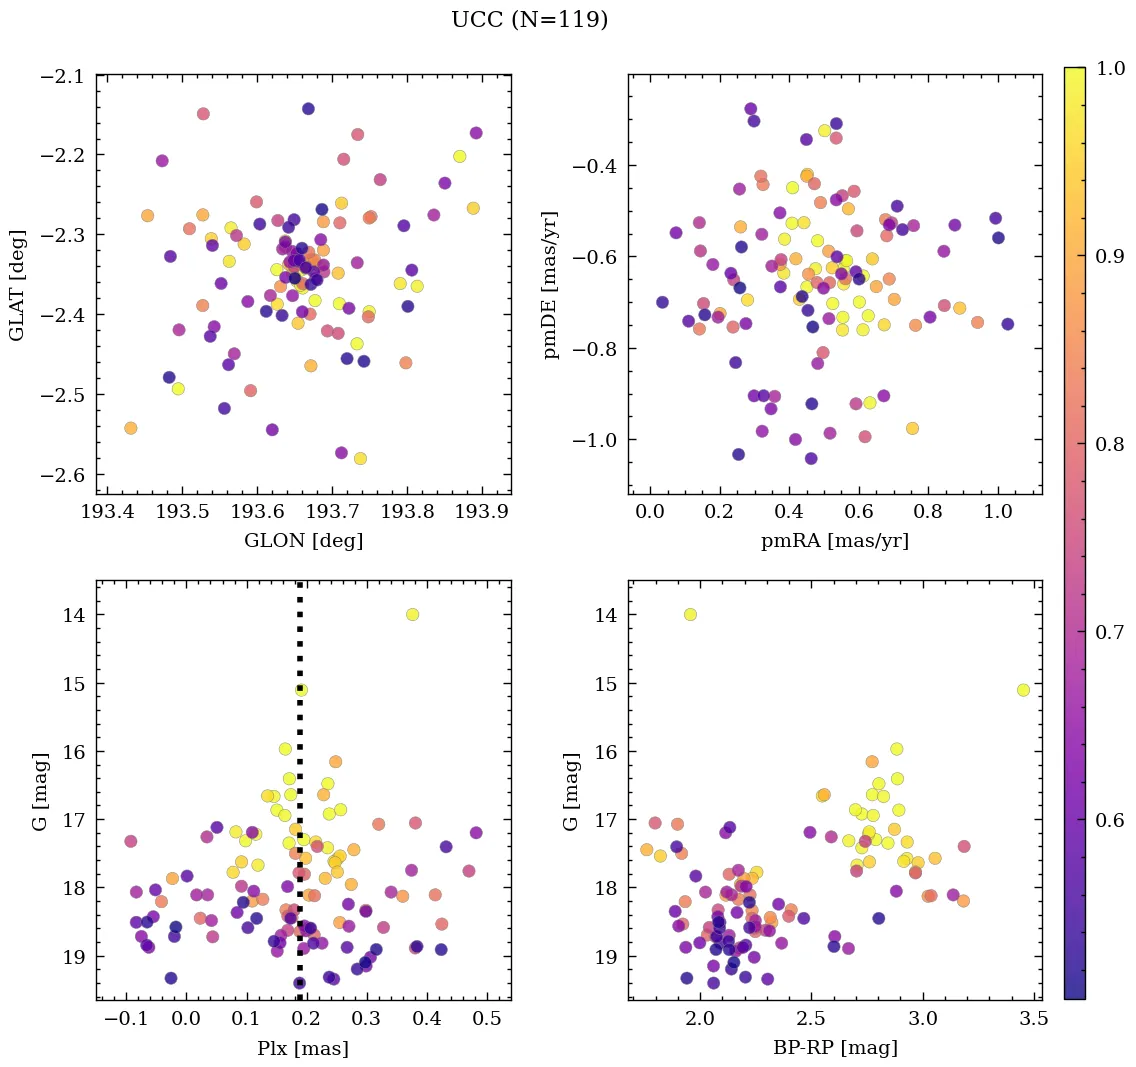 UCC (N=119)
−2.1
−2.2
−2.3
−2.4
−2.5
−2.6
GLAT [deg]
193.4 193.5 193.6 193.7 193.8 193.9
GLON [deg]
−0.4
−0.6
−0.8
−1.0
pmDE [mas/yr]
0.0 0.2 0.4 0.6 0.8 1.0
pmRA [mas/yr]
14
15
16
17
18
19
G [mag]
−0.1 0.0 0.1 0.2 0.3 0.4 0.5
Plx [mas]
14
15
16
17
18
19
G [mag]
2.0 2.5 3.0 3.5
BP-RP [mag]
1.0
0.9
0.8
0.7
0.6